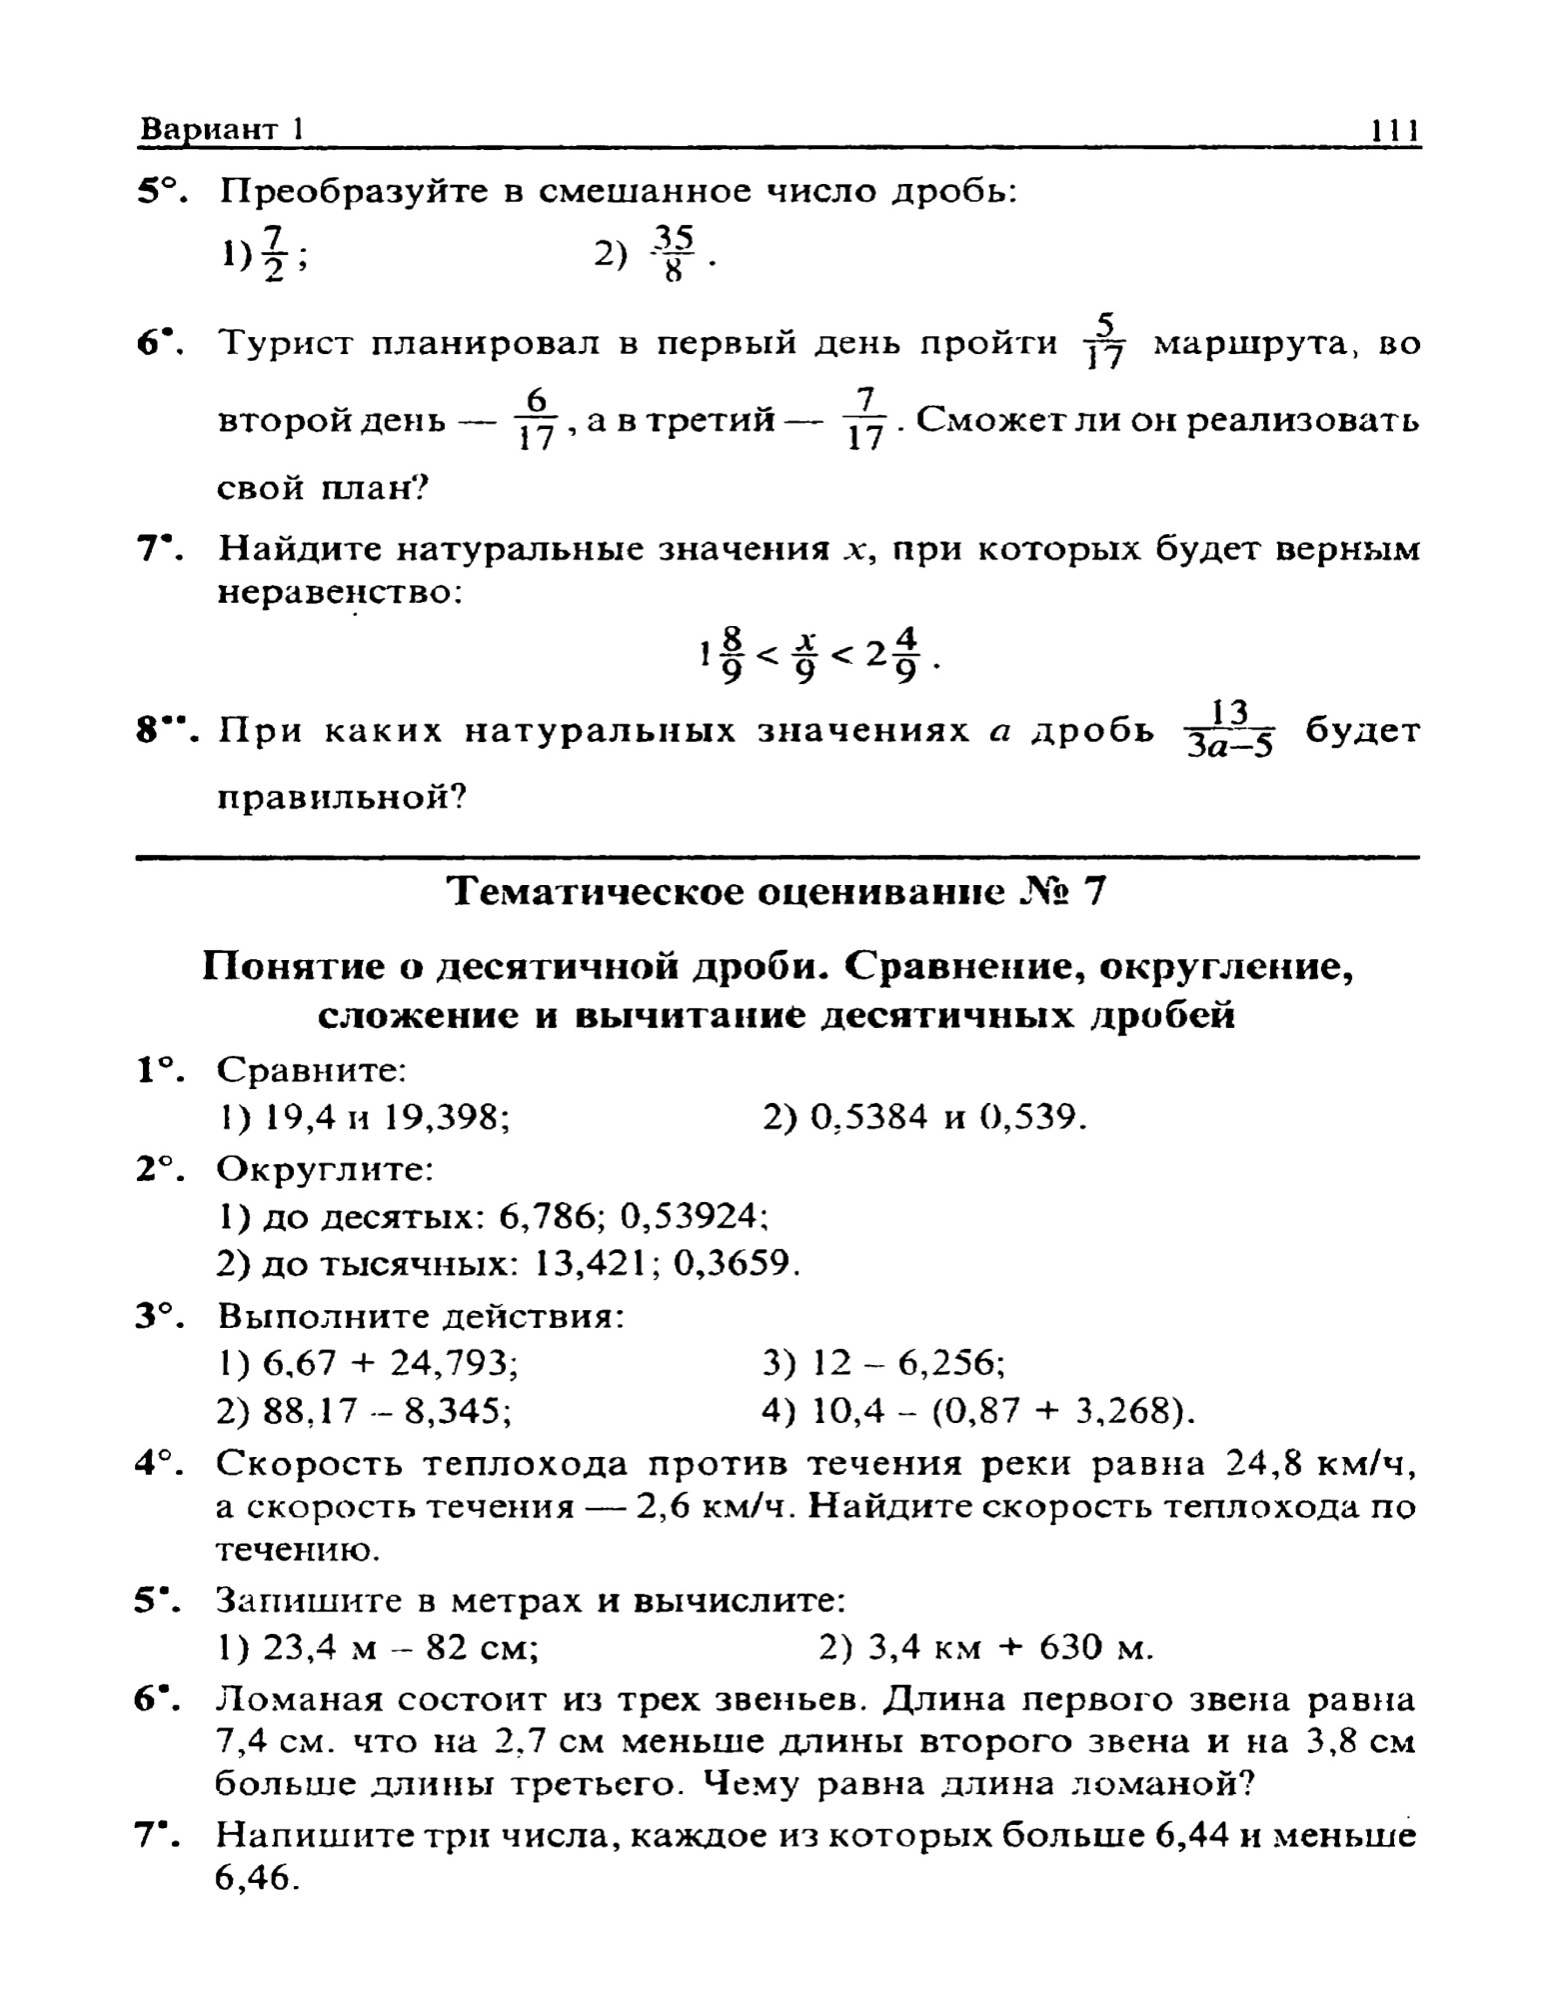 Вариант 1 111
5°. Преобразуйте в смешанное число дробь:
1) 7/2; 2) 35/8.
6•. Турист планировал в первый день пройти 5/17 маршрута, во
второй день — 6/17, а в третий — 7/17. Сможет ли он реализовать
свой план?
7•. Найдите натуральные значения x, при которых будет верным
неравенство:
1 8/9 < x/9 < 2 4/9.
8••. При каких натуральных значениях a дробь 13/(3a–5) будет
правильной?
Тематическое оценивание № 7
Понятие о десятичной дроби. Сравнение, округление,
сложение и вычитание десятичных дробей
1°. Сравните:
1) 19,4 и 19,398; 2) 0,5384 и 0,539.
2°. Округлите:
1) до десятых: 6,786; 0,53924;
2) до тысячных: 13,421; 0,3659.
3°. Выполните действия:
1) 6,67 + 24,793; 3) 12 – 6,256;
2) 88,17 – 8,345; 4) 10,4 – (0,87 + 3,268).
4°. Скорость теплохода против течения реки равна 24,8 км/ч,
а скорость течения — 2,6 км/ч. Найдите скорость теплохода по
течению.
5•. Запишите в метрах и вычислите:
1) 23,4 м – 82 см; 2) 3,4 км + 630 м.
6•. Ломаная состоит из трех звеньев. Длина первого звена равна
7,4 см. что на 2,7 см меньше длины второго звена и на 3,8 см
больше длины третьего. Чему равна длина ломаной?
7•. Напишите три числа, каждое из которых больше 6,44 и меньше
6,46.